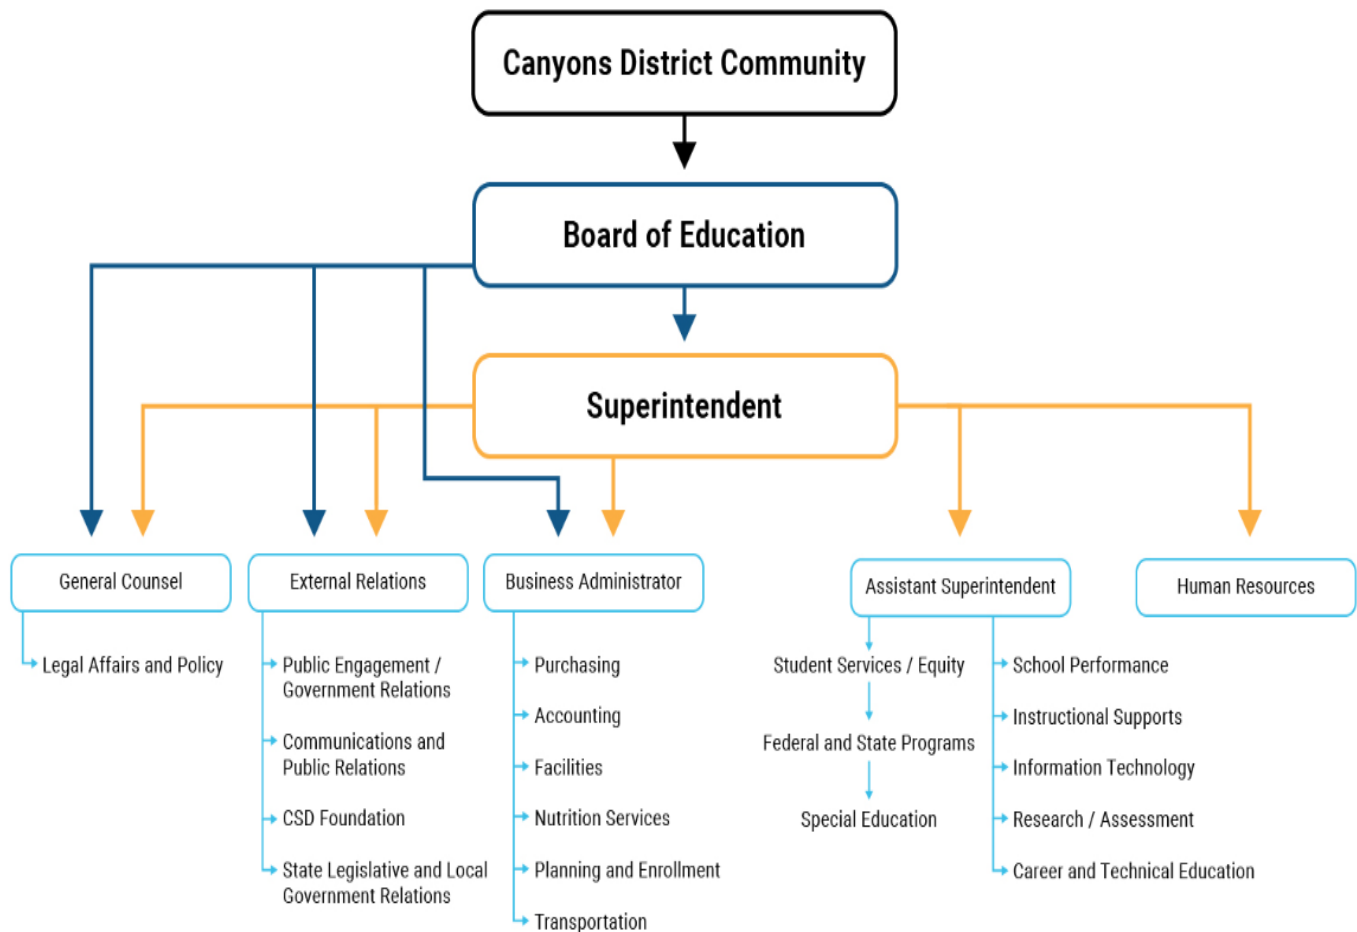 Canyons District Community
Board of Education
Superintendent
General Counsel
Legal Affairs and Policy
External Relations
Public Engagement /
Government Relations
Communications and
Public Relations
CSD Foundation
State Legislative and Local
Government Relations
Business Administrator
Purchasing
Accounting
Facilities
Nutrition Services
Planning and Enrollment
Transportation
Assistant Superintendent
Student Services / Equity
Federal and State Programs
Special Education
School Performance
Instructional Supports
Information Technology
Research / Assessment
Career and Technical Education
Human Resources